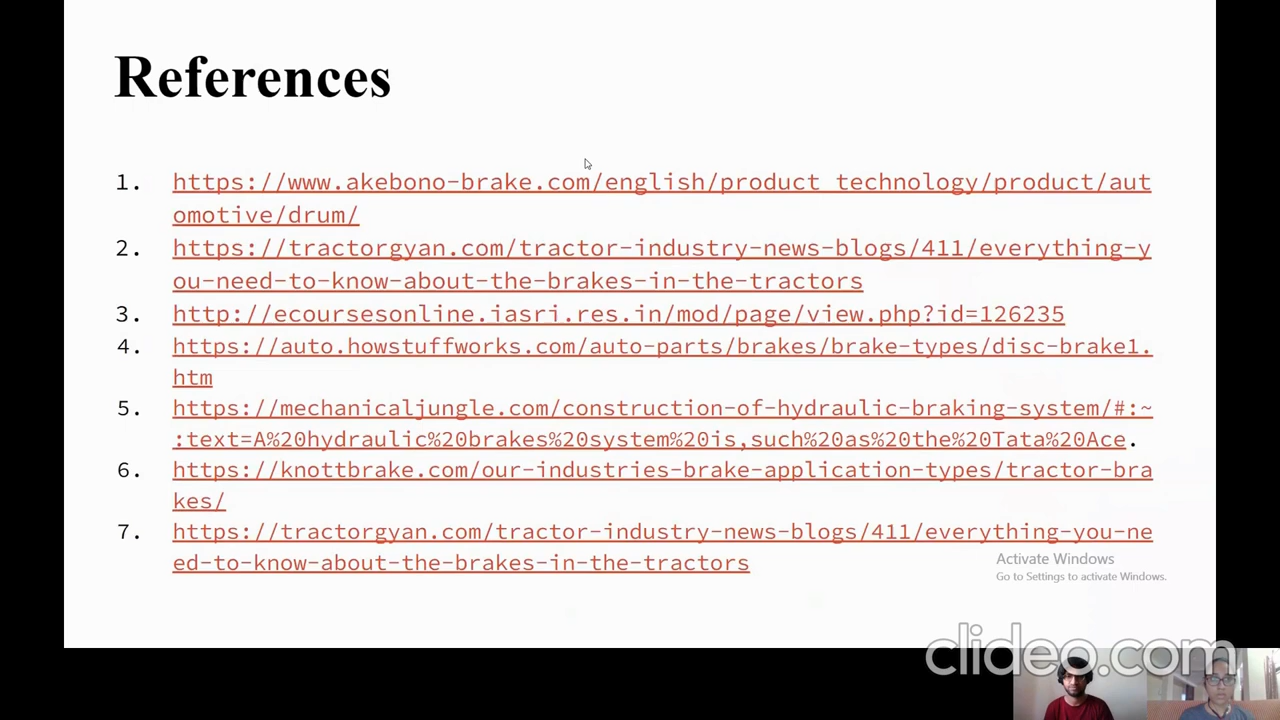 References
1. https://www.akebono-brake.com/english/product_technology/product/aut
omotive/drum/
2. https://tractorgyan.com/tractor-industry-news-blogs/411/everything-y
ou-need-to-know-about-the-brakes-in-the-tractors
3. http://ecoursesonline.iasri.res.in/mod/page/view.php?id=126235
4. https://auto.howstuffworks.com/auto-parts/brakes/brake-types/disc-brake1.
htm
5. https://mechanicaljungle.com/construction-of-hydraulic-braking-system/#:~
:text=A%20hydraulic%20brakes%20system%20is,such%20as%20the%20Tata%20Ace.
6. https://knottbrake.com/our-industries-brake-application-types/tractor-bra
kes/
7. https://tractorgyan.com/tractor-industry-news-blogs/411/everything-you-ne
ed-to-know-about-the-brakes-in-the-tractors
Activate Windows
Go to Settings to activate Windows.
clideo.com